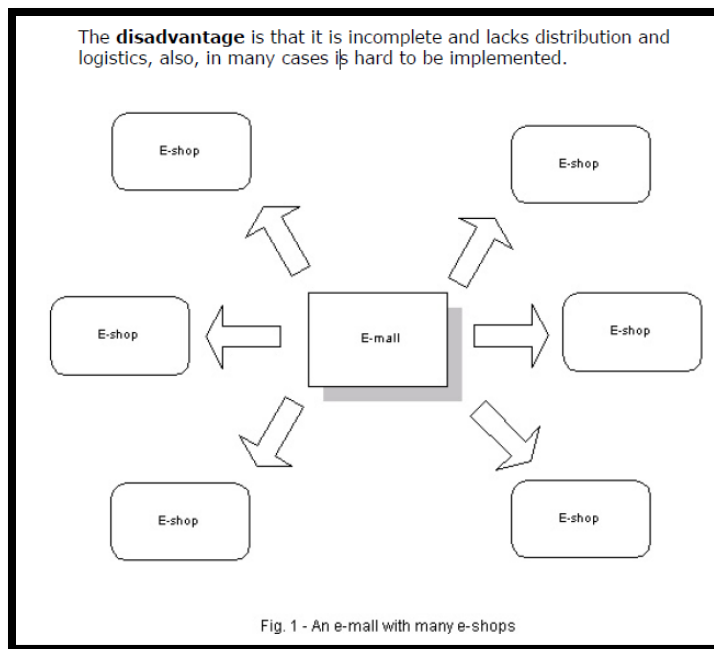 The disadvantage is that it is incomplete and lacks distribution and
logistics, also, in many cases is hard to be implemented.
E-shop
E-shop
E-shop
E-mall
E-shop
E-shop
E-shop
Fig. 1 - An e-mall with many e-shops